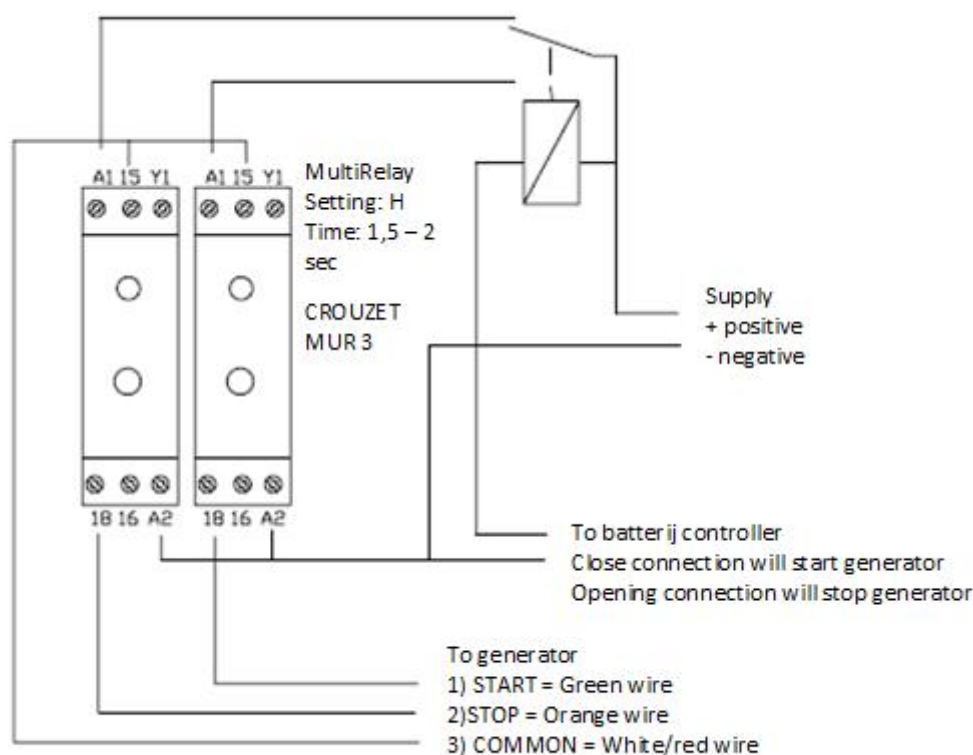 A1 15 Y1
A1 15 Y1
MultiRelay
Setting: H
Time: 1,5 – 2
sec
CROUZET
MUR 3
Supply
+ positive
- negative
18 16 A2
18 16 A2
To batterij controller
Close connection will start generator
Opening connection will stop generator
To generator
1) START = Green wire
2)STOP = Orange wire
3) COMMON = White/red wire